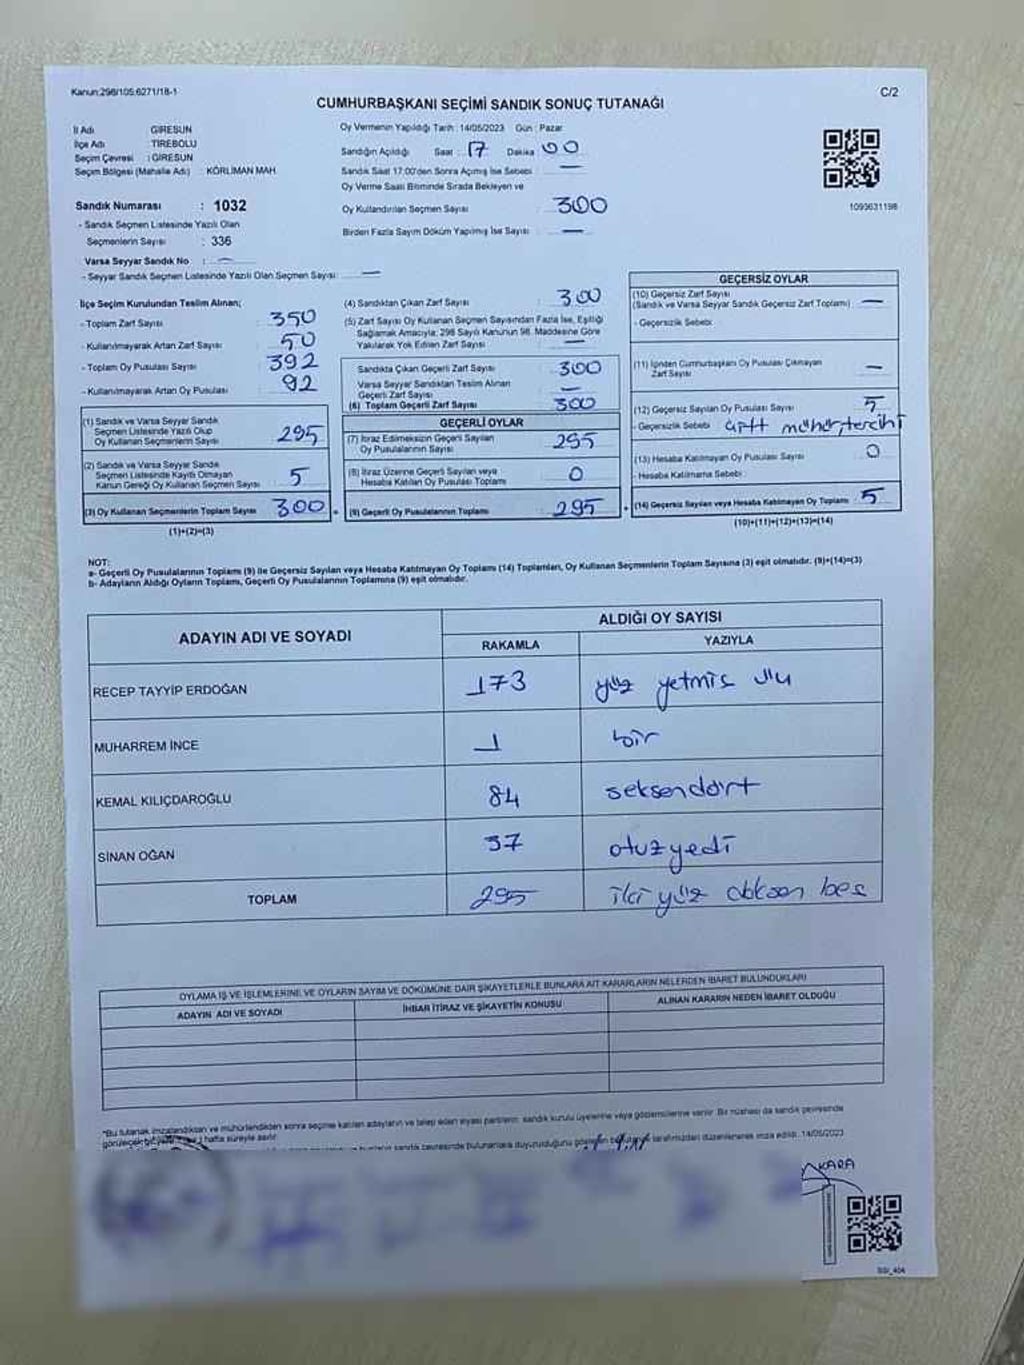 Kanun:298/105.6271/18-1
C/2
CUMHURBAŞKANI SEÇİMİ SANDIK SONUÇ TUTANAĞI
İl Adı GİRESUN
İlçe Adı TİREBOLU
Seçim Çevresi : GİRESUN
Seçim Bölgesi (Mahalle Adı) : KÖRLİMAN MAH.
Sandık Numarası : 1032
- Sandık Seçmen Listesinde Yazılı Olan
Seçmenlerin Sayısı : 336
Varsa Seyyar Sandık No : —
- Seyyar Sandık Seçmen Listesinde Yazılı Olan Seçmen Sayısı : —
Oy Vermenin Yapıldığı Tarih : 14/05/2023 Gün : Pazar
Sandığın Açıldığı Saat : 17 Dakika : 00
Sandık Saat 17:00'den Sonra Açılmış İse Sebebi : —
Oy Verme Saati Bitiminde Sırada Bekleyen ve
Oy Kullandırılan Seçmen Sayısı : 300
Birden Fazla Sayım Döküm Yapılmış İse Sayısı : —
1093631198
İlçe Seçim Kurulundan Teslim Alınan;
- Toplam Zarf Sayısı : 350
- Kullanılmayarak Artan Zarf Sayısı : 50
- Toplam Oy Pusulası Sayısı : 392
- Kullanılmayarak Artan Oy Pusulası : 92
(1) Sandık ve Varsa Seyyar Sandık
Seçmen Listesinde Yazılı Olup
Oy Kullanan Seçmenlerin Sayısı : 295
(2) Sandık ve Varsa Seyyar Sandık
Seçmen Listesinde Kayıtlı Olmayan
Kanun Gereği Oy Kullanan Seçmen Sayısı : 5
(3) Oy Kullanan Seçmenlerin Toplam Sayısı : 300
(1)+(2)=(3)
(4) Sandıktan Çıkan Zarf Sayısı : 300
(5) Zarf Sayısı Oy Kullanan Seçmen Sayısından Fazla İse, Eşitliği
Sağlamak Amacıyla; 298 Sayılı Kanunun 98. Maddesine Göre
Yakılarak Yok Edilen Zarf Sayısı : —
Sandıkta Çıkan Geçerli Zarf Sayısı : 300
Varsa Seyyar Sandıktan Teslim Alınan
Geçerli Zarf Sayısı : —
(6) Toplam Geçerli Zarf Sayısı : 300
GEÇERLİ OYLAR
(7) İtiraz Edilmeksizin Geçerli Sayılan
Oy Pusulalarının Sayısı : 295
(8) İtiraz Üzerine Geçerli Sayılan veya
Hesaba Katılan Oy Pusulası Toplamı : 0
(9) Geçerli Oy Pusulalarının Toplamı : 295
GEÇERSİZ OYLAR
(10) Geçersiz Zarf Sayısı : —
(Sandık ve Varsa Seyyar Sandık Geçersiz Zarf Toplamı)
- Geçersizlik Sebebi :
(11) İçinden Cumhurbaşkanı Oy Pusulası Çıkmayan
Zarf Sayısı : —
(12) Geçersiz Sayılan Oy Pusulası Sayısı : 5
- Geçersizlik Sebebi : çift mühür,tercihi
(13) Hesaba Katılmayan Oy Pusulası Sayısı : 0
- Hesaba Katılmama Sebebi :
(14) Geçersiz Sayılan veya Hesaba Katılmayan Oy Toplamı : 5
(10)+(11)+(12)+(13)=(14)
NOT:
a- Geçerli Oy Pusulalarının Toplamı (9) ile Geçersiz Sayılan veya Hesaba Katılmayan Oy Toplamı (14) Toplamları, Oy Kullanan Seçmenlerin Toplam Sayısına (3) eşit olmalıdır. (9)+(14)=(3)
b- Adayların Aldığı Oyların Toplamı, Geçerli Oy Pusulalarının Toplamına (9) eşit olmalıdır.
ADAYIN ADI VE SOYADI
ALDIĞI OY SAYISI
RAKAMLA YAZIYLA
RECEP TAYYİP ERDOĞAN 173 yüz yetmiş üç
MUHARREM İNCE 1 bir
KEMAL KILIÇDAROĞLU 84 seksendört
SİNAN OĞAN 37 otuzyedi
TOPLAM 295 iki yüz doksan beş
OYLAMA İŞ VE İŞLEMLERİNE VE OYLARIN SAYIM VE DÖKÜMÜNE DAİR ŞİKAYETLERLE BUNLARA AİT KARARLARIN NELERDEN İBARET BULUNDUKLARI
ADAYIN ADI VE SOYADI İHBAR İTİRAZ VE ŞİKAYETİN KONUSU ALINAN KARARIN NEDEN İBARET OLDUĞU
*Bu tutanak imzalandıktan ve mühürlendikten sonra seçime katılan adayların ve talep eden siyasi partilerin, sandık kurulu üyelerine veya gözlemcilerine verilir. Bir nüshası da sandık çevresinde
hafta süreyle asılır.
sandık çevresinde bulunanlara duyurulduğunu gösteren tarafımızdan düzenlenerek imza edildi. 14/05/2023
KARA
SSI_404